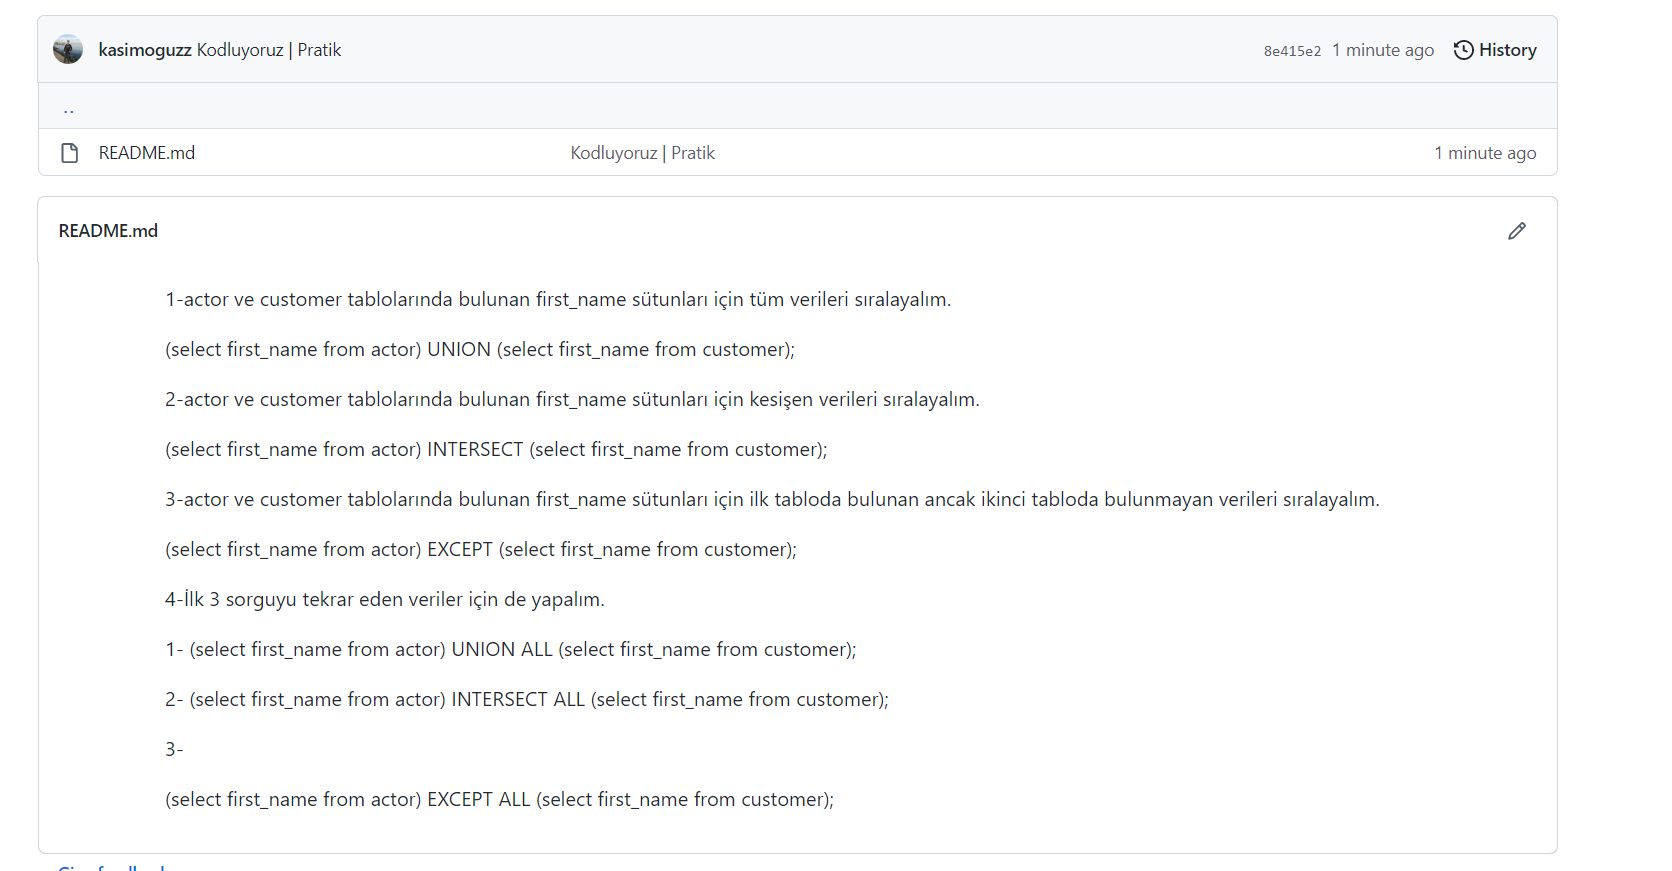 kasimoguzz Kodluyoruz | Pratik 8e415e2 1 minute ago History
..
README.md Kodluyoruz | Pratik 1 minute ago
README.md
1-actor ve customer tablolarında bulunan first_name sütunları için tüm verileri sıralayalım.
(select first_name from actor) UNION (select first_name from customer);
2-actor ve customer tablolarında bulunan first_name sütunları için kesişen verileri sıralayalım.
(select first_name from actor) INTERSECT (select first_name from customer);
3-actor ve customer tablolarında bulunan first_name sütunları için ilk tabloda bulunan ancak ikinci tabloda bulunmayan verileri sıralayalım.
(select first_name from actor) EXCEPT (select first_name from customer);
4-İlk 3 sorguyu tekrar eden veriler için de yapalım.
1- (select first_name from actor) UNION ALL (select first_name from customer);
2- (select first_name from actor) INTERSECT ALL (select first_name from customer);
3-
(select first_name from actor) EXCEPT ALL (select first_name from customer);